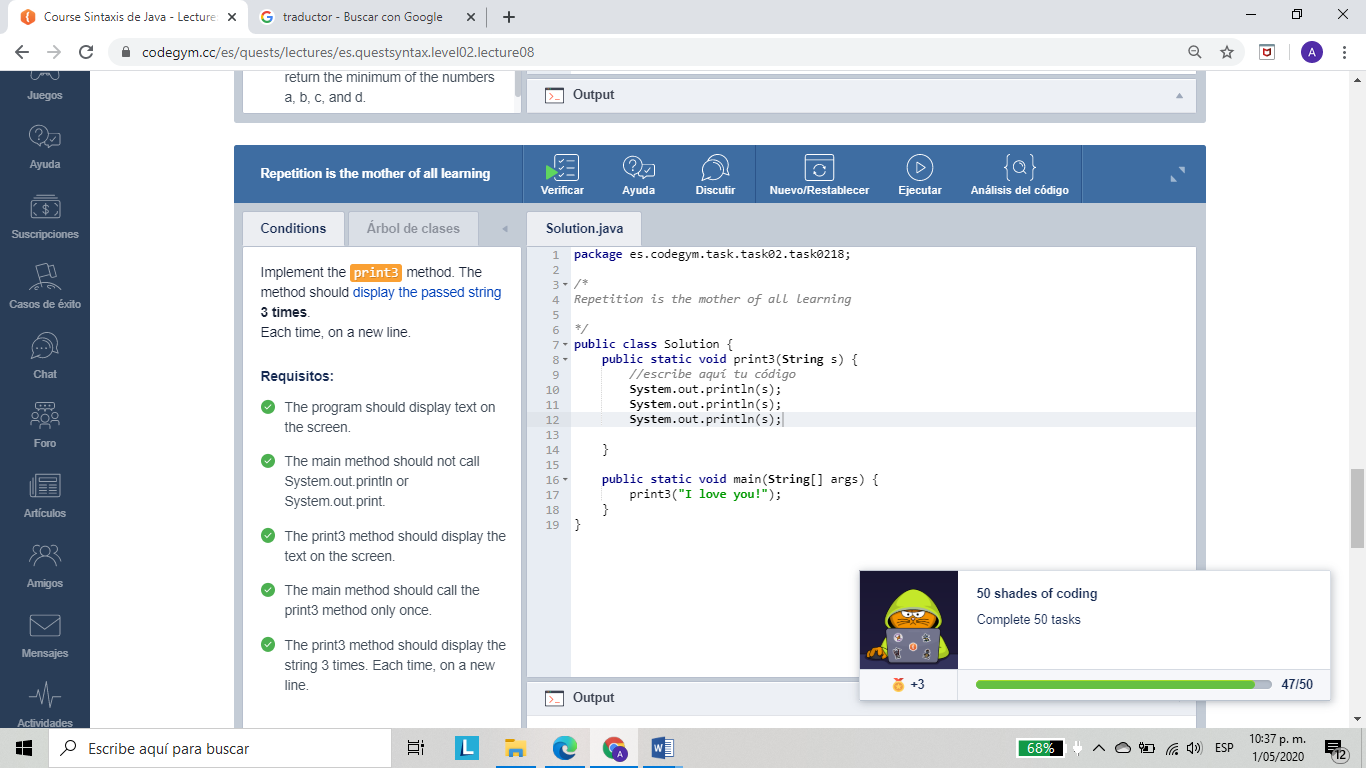 Course Sintaxis de Java - Lecture:
traductor - Buscar con Google
codegym.cc/es/quests/lectures/es.questsyntax.level02.lecture08
A
Juegos
Ayuda
Suscripciones
Casos de éxito
Chat
Foro
Artículos
Amigos
Mensajes
Actividades
return the minimum of the numbers
a, b, c, and d.
Output
Repetition is the mother of all learning
Verificar
Ayuda
Discutir
Nuevo/Restablecer
Ejecutar
Análisis del código
Conditions
Árbol de clases
Solution.java
Implement the print3 method. The
method should display the passed string
3 times.
Each time, on a new line.
Requisitos:
The program should display text on
the screen.
The main method should not call
System.out.println or
System.out.print.
The print3 method should display the
text on the screen.
The main method should call the
print3 method only once.
The print3 method should display the
string 3 times. Each time, on a new
line.
1 package es.codegym.task.task02.task0218;
2
3 /*
4 Repetition is the mother of all learning
5
6 */
7 public class Solution {
8 public static void print3(String s) {
9 //escribe aquí tu código
10 System.out.println(s);
11 System.out.println(s);
12 System.out.println(s);
13
14 }
15
16 public static void main(String[] args) {
17 print3("I love you!");
18 }
19 }
Output
50 shades of coding
Complete 50 tasks
+3
47/50
Escribe aquí para buscar
L
A
W
68%
ESP
10:37 p. m.
1/05/2020
12